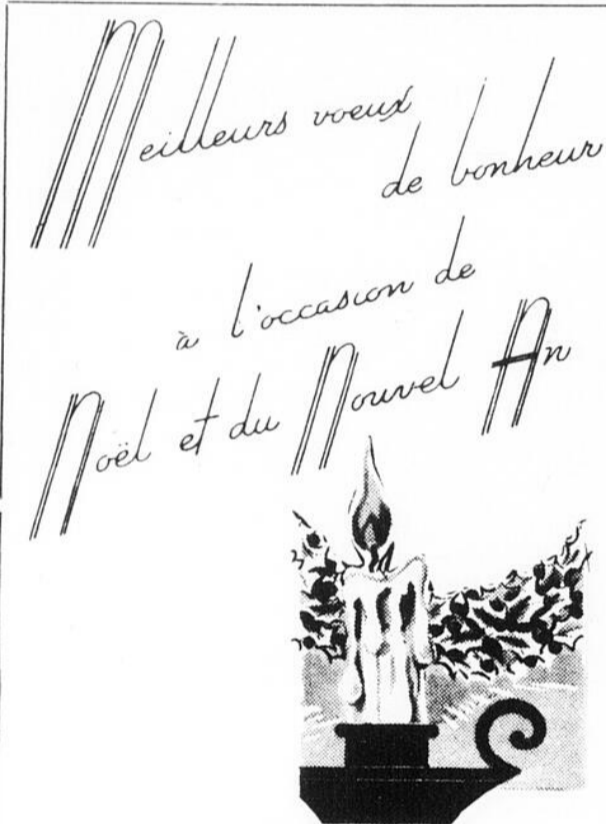 Meilleurs voeux
de bonheur
à l'occasion de
Noël et du Nouvel An